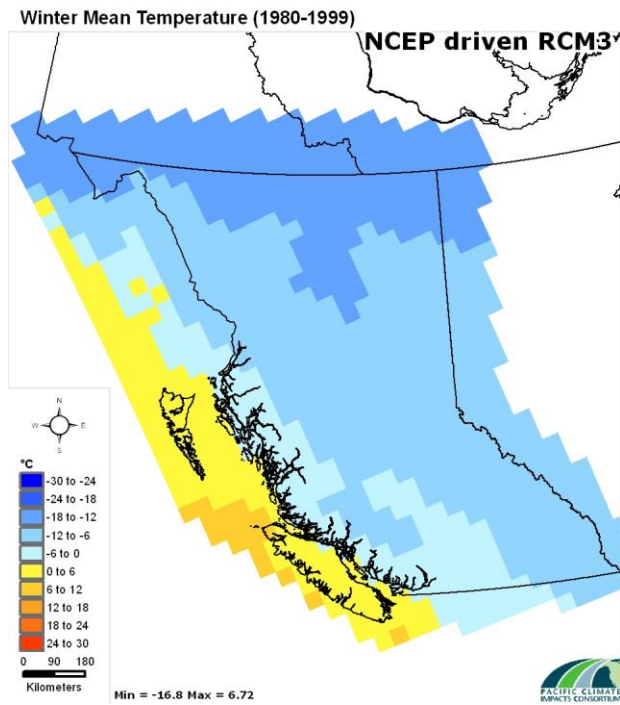 Winter Mean Temperature (1980-1999)
NCEP driven RCM3*
N
W E
S
°C
-30 to -24
-24 to -18
-18 to -12
-12 to -6
-6 to 0
0 to 6
6 to 12
12 to 18
18 to 24
24 to 30
0 90 180
Kilometers
Min = -16.8 Max = 6.72
PACIFIC CLIMATE
IMPACTS CONSORTIUM